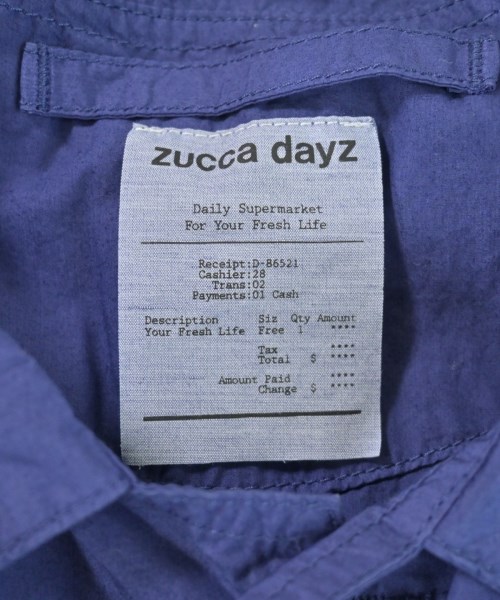 zucca dayz
Daily Supermarket
For Your Fresh Life
Receipt:D-86521
Cashier:28
Trans:02
Payments:01 Cash
Description Siz Qty Amount
Your Fresh Life Free 1 ****
Tax ****
Total $ ****
Amount Paid ****
Change $ ****